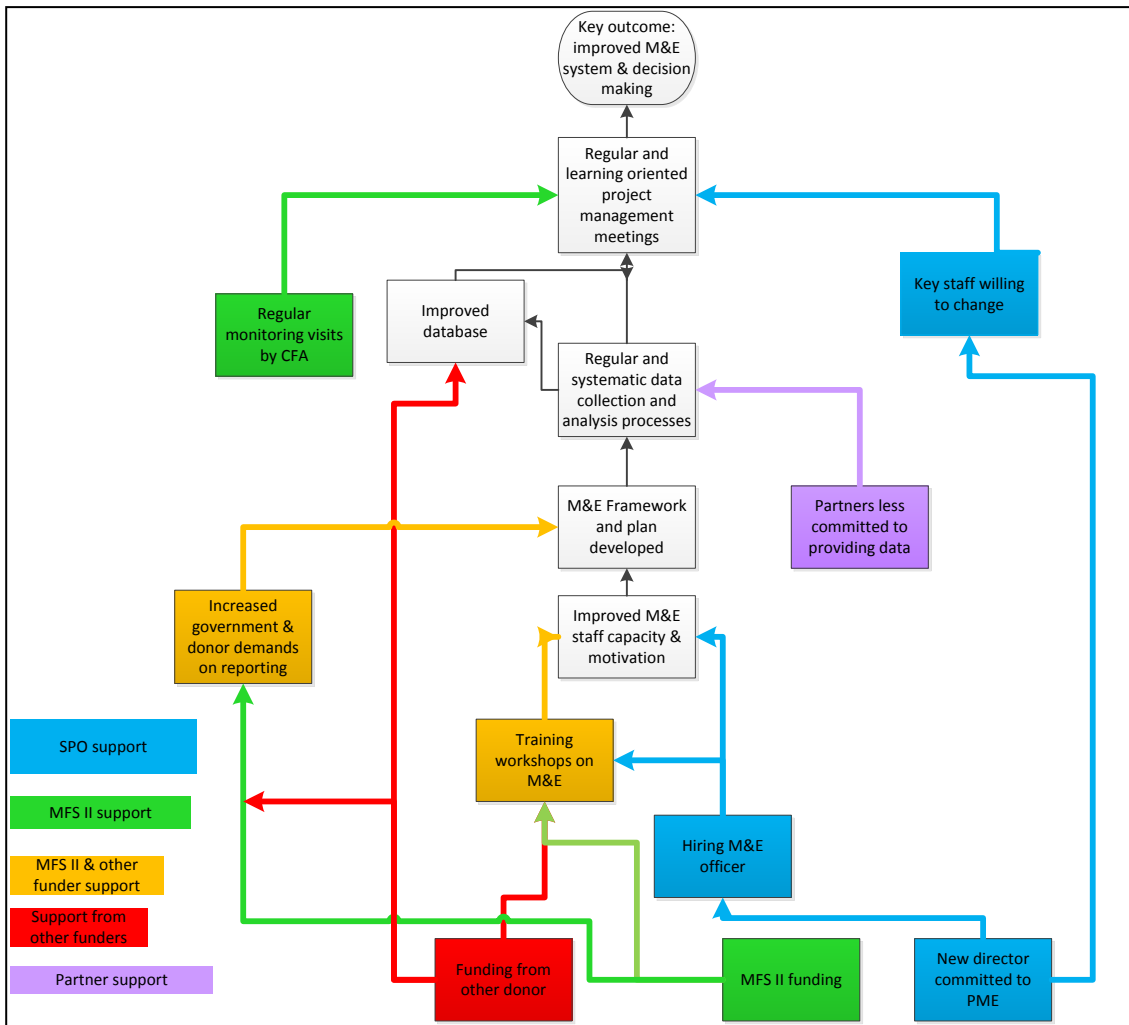 Key outcome:
improved M&E
system & decision
making
Regular and
learning oriented
project
management
meetings
Key staff willing
to change
Improved
database
Regular
monitoring visits
by CFA
Regular and
systematic data
collection and
analysis processes
M&E Framework
and plan
developed
Partners less
committed to
providing data
Increased
government &
donor demands
on reporting
Improved M&E
staff capacity &
motivation
SPO support
Training
workshops on
M&E
MFS II support
Hiring M&E
officer
MFS II & other
funder support
Support from
other funders
Partner support
Funding from
other donor
MFS II funding
New director
committed to
PME